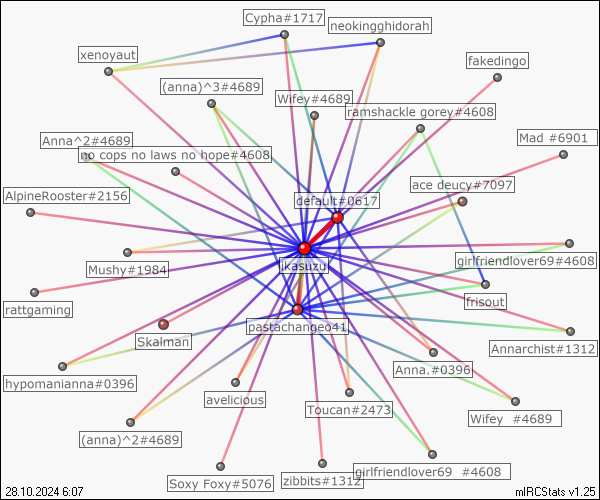 Cypha#1717
neokingghidorah
xenoyaut
fakedingo
(anna)^3#4689
Wifey#4689
ramshackle gorey#4608
Anna^2#4689
Mad #6901
no cops no laws no hope#4608
ace deucy#7097
AlpineRooster#2156
default#0617
girlfriendlover69#4608
jkasuzu
Mushy#1984
frisout
rattgaming
pastachange641
Skalman
Annarchist#1312
Anna.#0396
hypomanianna#0396
avelicious
Toucan#2473
Wifey #4689
(anna)^2#4689
girlfriendlover69 #4608
Soxy Foxy#5076
zibbits#1312
28.10.2024 6:07
mIRCStats v1.25